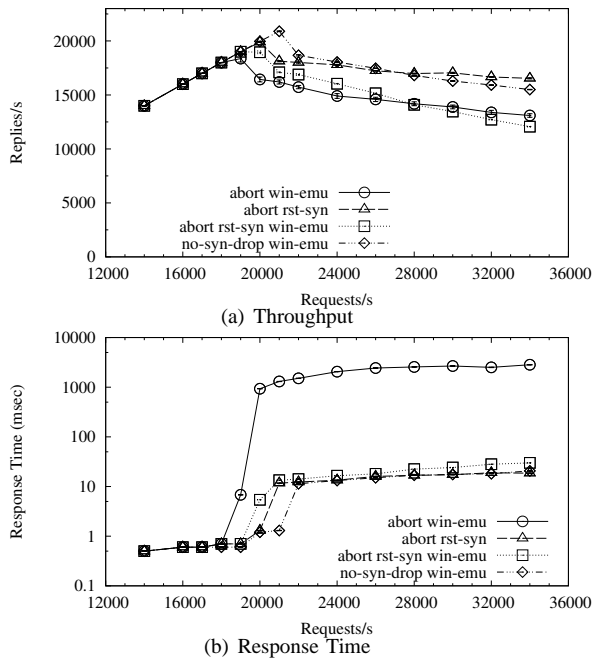 20000
15000
10000
5000
0
Replies/s
abort win-emu
abort rst-syn
abort rst-syn win-emu
no-syn-drop win-emu
12000 16000 20000 24000 28000 32000 36000
Requests/s
(a) Throughput
10000
1000
100
10
1
0.1
Response Time (msec)
abort win-emu
abort rst-syn
abort rst-syn win-emu
no-syn-drop win-emu
12000 16000 20000 24000 28000 32000 36000
Requests/s
(b) Response Time